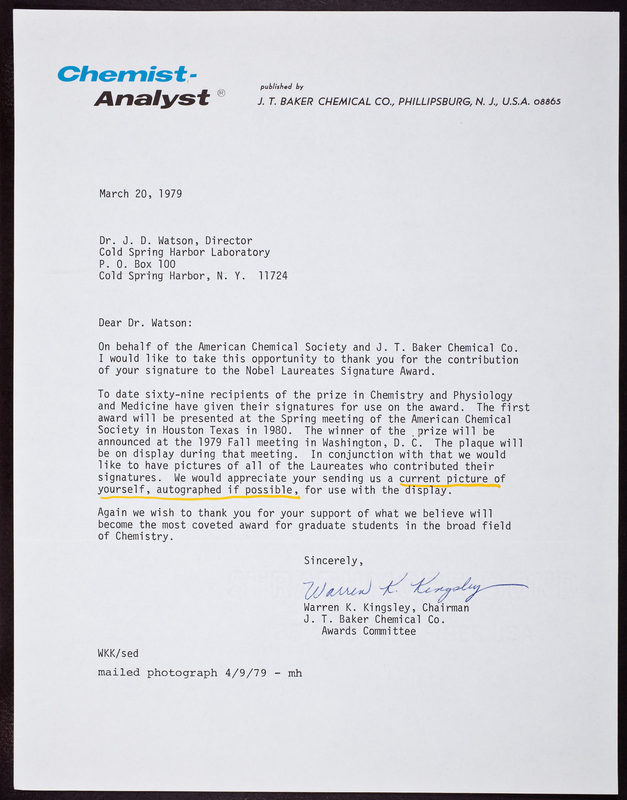 Chemist-
Analyst ®
published by
J. T. BAKER CHEMICAL CO., PHILLIPSBURG, N. J., U.S.A. 08865
March 20, 1979
Dr. J. D. Watson, Director
Cold Spring Harbor Laboratory
P. O. Box 100
Cold Spring Harbor, N. Y. 11724
Dear Dr. Watson:
On behalf of the American Chemical Society and J. T. Baker Chemical Co.
I would like to take this opportunity to thank you for the contribution
of your signature to the Nobel Laureates Signature Award.
To date sixty-nine recipients of the prize in Chemistry and Physiology
and Medicine have given their signatures for use on the award. The first
award will be presented at the Spring meeting of the American Chemical
Society in Houston Texas in 1980. The winner of the prize will be
announced at the 1979 Fall meeting in Washington, D. C. The plaque will
be on display during that meeting. In conjunction with that we would
like to have pictures of all of the Laureates who contributed their
signatures. We would appreciate your sending us a current picture of
yourself, autographed if possible, for use with the display.
Again we wish to thank you for your support of what we believe will
become the most coveted award for graduate students in the broad field
of Chemistry.
Sincerely,
Warren K. Kingsley
Warren K. Kingsley, Chairman
J. T. Baker Chemical Co.
Awards Committee
WKK/sed
mailed photograph 4/9/79 - mh